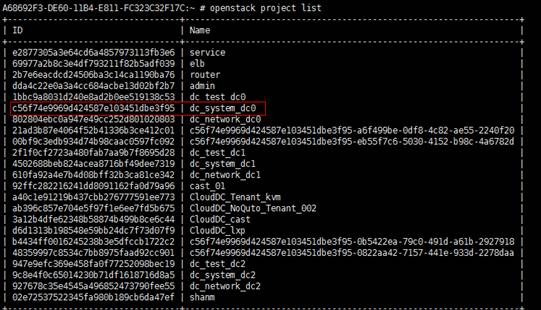 A68692F3-DE60-11B4-E811-FC323C32F17C:~ # openstack project list
+----------------------------------+----------------------------------------------------------------+
| ID | Name |
+----------------------------------+----------------------------------------------------------------+
| e2877305a3e64cd6a4857973113fb3e6 | service |
| 69977a2b8c3e4df793211f82b5adf039 | elb |
| 2b7e6eacdcd24506ba3c14ca1190ba76 | router |
| dda4c22e0a3a4cc684acbe13d02bf2b7 | admin |
| 1bbc9a8031d240e8ad2b0ee519138c53 | dc_test_dc0 |
| c56f74e9969d424587e103451dbe3f95 | dc_system_dc0 |
| 802804ebc0a947e49cc252d801020803 | dc_network_dc0 |
| 21ad3b87e4064f52b41336b3ce412c01 | c56f74e9969d424587e103451dbe3f95-a6f499be-0df8-4c82-ae55-2240f20 |
| 00bf9c3edb934d74b98caac0597fc092 | c56f74e9969d424587e103451dbe3f95-eb55f7c6-5030-4152-b98c-4a6782d |
| 2f1f0cf2723a480fab7aa9b7f8695d28 | dc_test_dc1 |
| 4502688beb824acea8716bf49dee7319 | dc_system_dc1 |
| 610fa92a4e7b4d08bff32b3ca81ce342 | dc_network_dc1 |
| 92ffc282216241dd8091162fa0d79a96 | cast_01 |
| a40c1e91219b437cbb276777591ee773 | CloudDC_Tenant_kvm |
| ab396c857e704e5f97f1e6ee7fd5b675 | CloudDC_NoQuto_Tenant_002 |
| 3a12b4dfe62348b58874b499b8ce6c44 | CloudDC_cast |
| d6d1313b198548e59bb24dc7f73d07f9 | CloudDC_lxp |
| b4434ff0016245238b3e5dfccb1722c2 | c56f74e9969d424587e103451dbe3f95-0b5422ea-79c0-491d-a61b-2927918 |
| 48359997c8534c7bb8975faad92cc901 | c56f74e9969d424587e103451dbe3f95-0822aa42-7157-441e-933d-2278daa |
| 947e9efc369e458fa0f77252098bec19 | dc_test_dc2 |
| 9c8e4f0c65014230b71df1618716d8a5 | dc_system_dc2 |
| 927678c35e4545a496852473790fee55 | dc_network_dc2 |
| 02e72537522345fa980b189cb6da47ef | shanm |